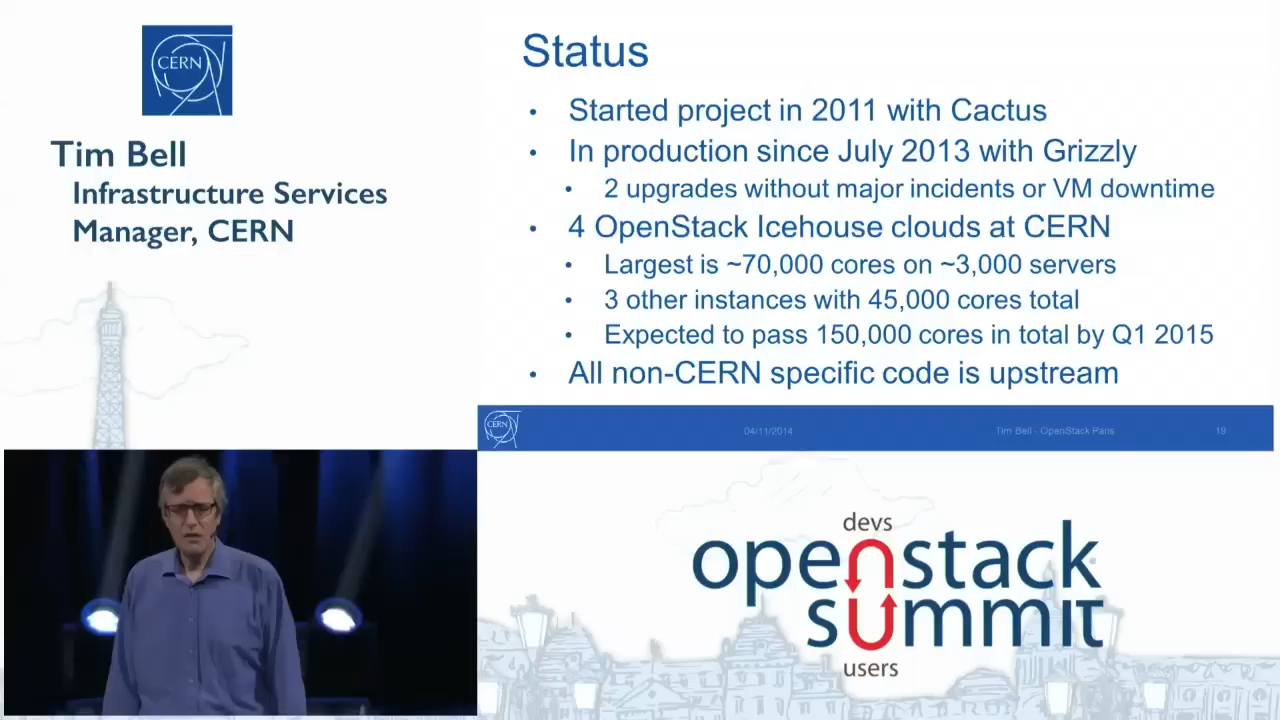 CERN
Tim Bell
Infrastructure Services
Manager, CERN
Status
• Started project in 2011 with Cactus
• In production since July 2013 with Grizzly
• 2 upgrades without major incidents or VM downtime
• 4 OpenStack Icehouse clouds at CERN
• Largest is ~70,000 cores on ~3,000 servers
• 3 other instances with 45,000 cores total
• Expected to pass 150,000 cores in total by Q1 2015
• All non-CERN specific code is upstream
CERN
04/11/2014
Tim Bell - OpenStack Paris
19
devs
openstack
summit
users